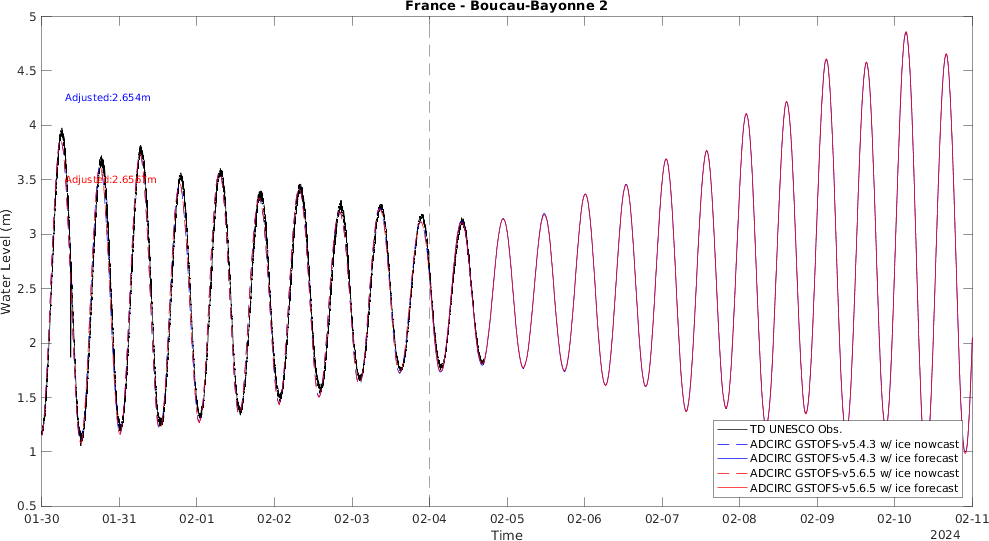 France - Boucau-Bayonne 2
5
4.5
4
3.5
3
2.5
2
1.5
1
0.5
Water Level (m)
Adjusted:2.654m
TD UNESCO Obs.
ADCIRC GSTOFS-v5.4.3 w/ ice nowcast
ADCIRC GSTOFS-v5.4.3 w/ ice forecast
ADCIRC GSTOFS-v5.6.5 w/ ice nowcast
ADCIRC GSTOFS-v5.6.5 w/ ice forecast
01-30 01-31 02-01 02-02 02-03 02-04 02-05 02-06 02-07 02-08 02-09 02-10 02-11
Time
2024